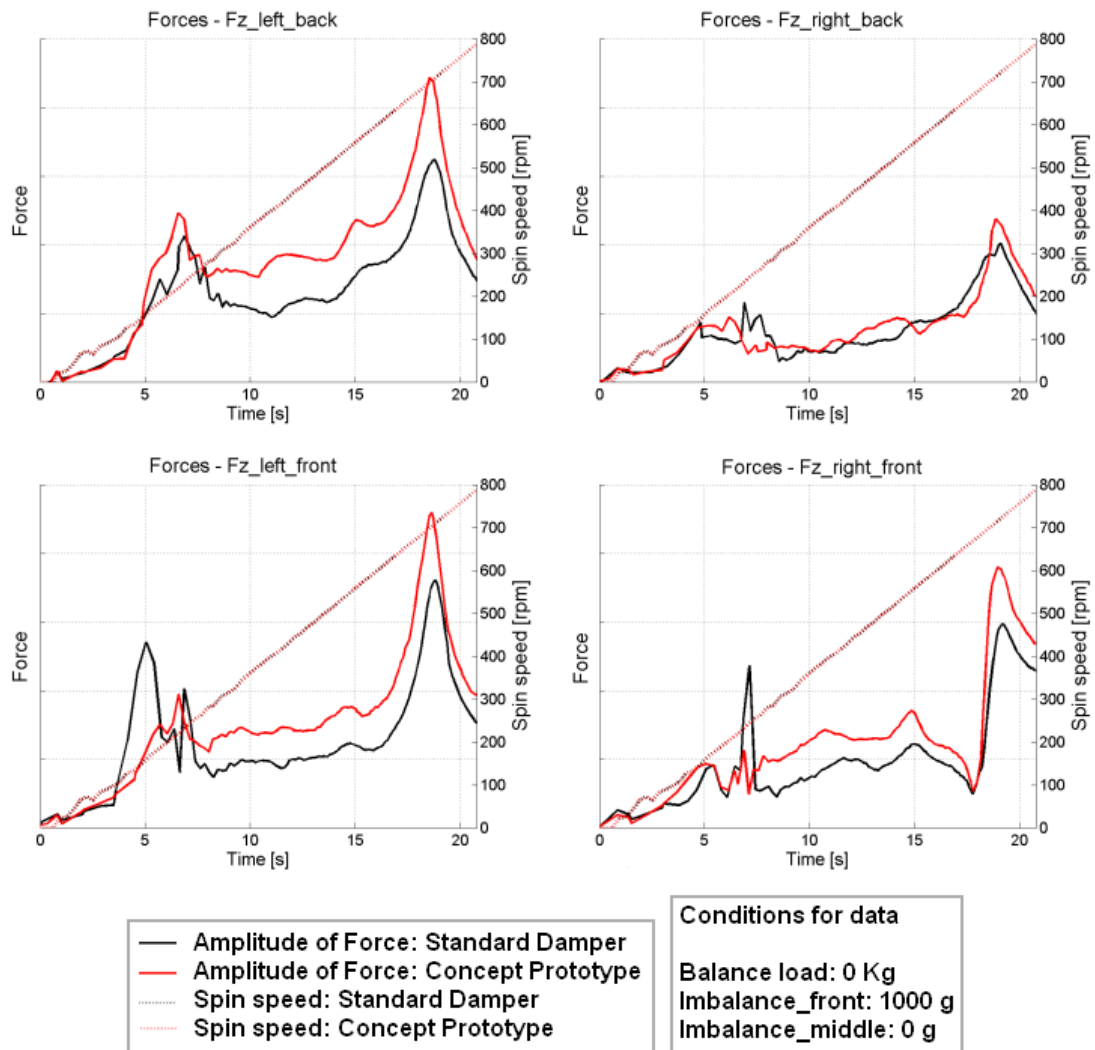 Forces - Fz_left_back
Forces - Fz_right_back
800
700
600
500
400
300
200
100
0
Force
Spin speed [rpm]
0 5 10 15 20
Time [s]
800
700
600
500
400
300
200
100
0
Force
Spin speed [rpm]
0 5 10 15 20
Time [s]
Forces - Fz_left_front
Forces - Fz_right_front
800
700
600
500
400
300
200
100
0
Force
Spin speed [rpm]
0 5 10 15 20
Time [s]
800
700
600
500
400
300
200
100
0
Force
Spin speed [rpm]
0 5 10 15 20
Time [s]
Amplitude of Force: Standard Damper
Amplitude of Force: Concept Prototype
Spin speed: Standard Damper
Spin speed: Concept Prototype
Conditions for data
Balance load: 0 Kg
Imbalance_front: 1000 g
Imbalance_middle: 0 g